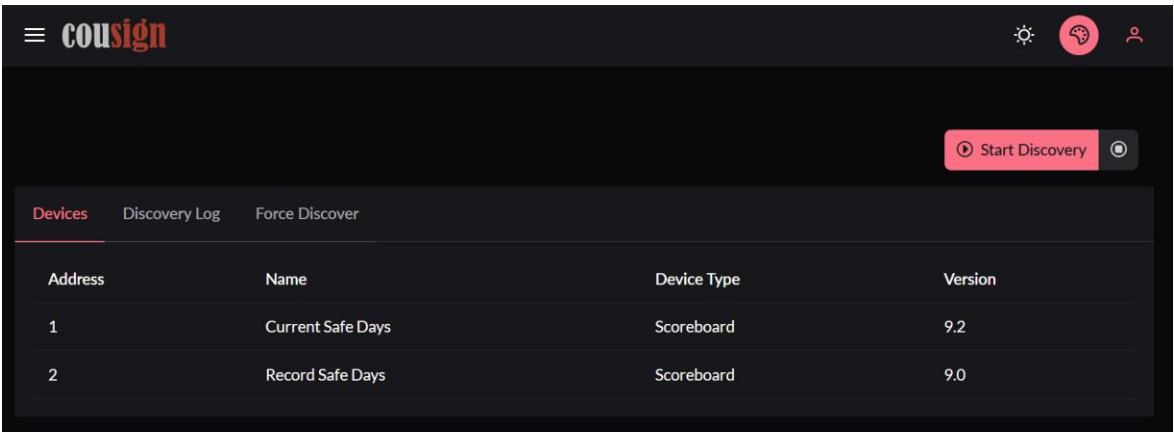 cousign
Start Discovery
Devices Discovery Log Force Discover
Address Name Device Type Version
1 Current Safe Days Scoreboard 9.2
2 Record Safe Days Scoreboard 9.0